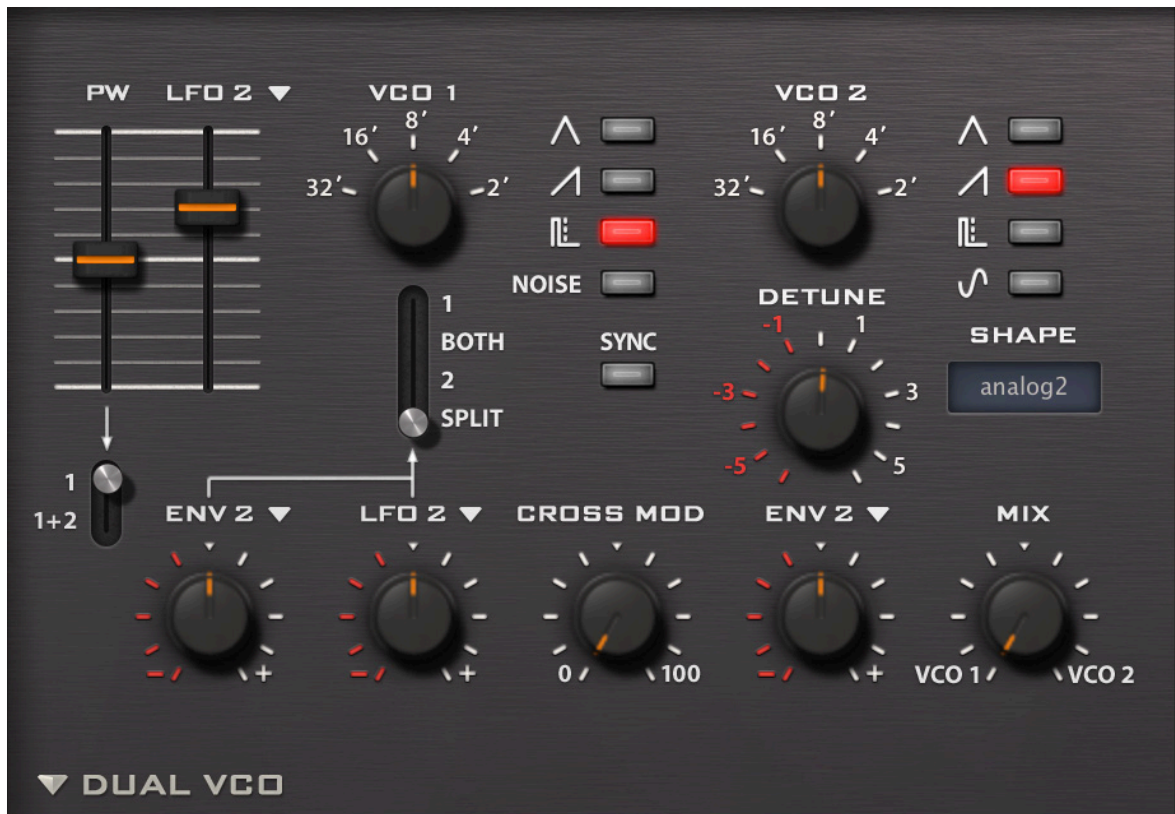 PW
LFO 2
VCO 1
32’
16’
8’
4’
2’
NOISE
SYNC
1
BOTH
2
SPLIT
VCO 2
32’
16’
8’
4’
2’
DETUNE
-1
1
-3
3
-5
5
SHAPE
analog2
1
1+2
ENV 2
- +
LFO 2
- +
CROSS MOD
0 100
ENV 2
- +
MIX
VCO 1 VCO 2
DUAL VCO